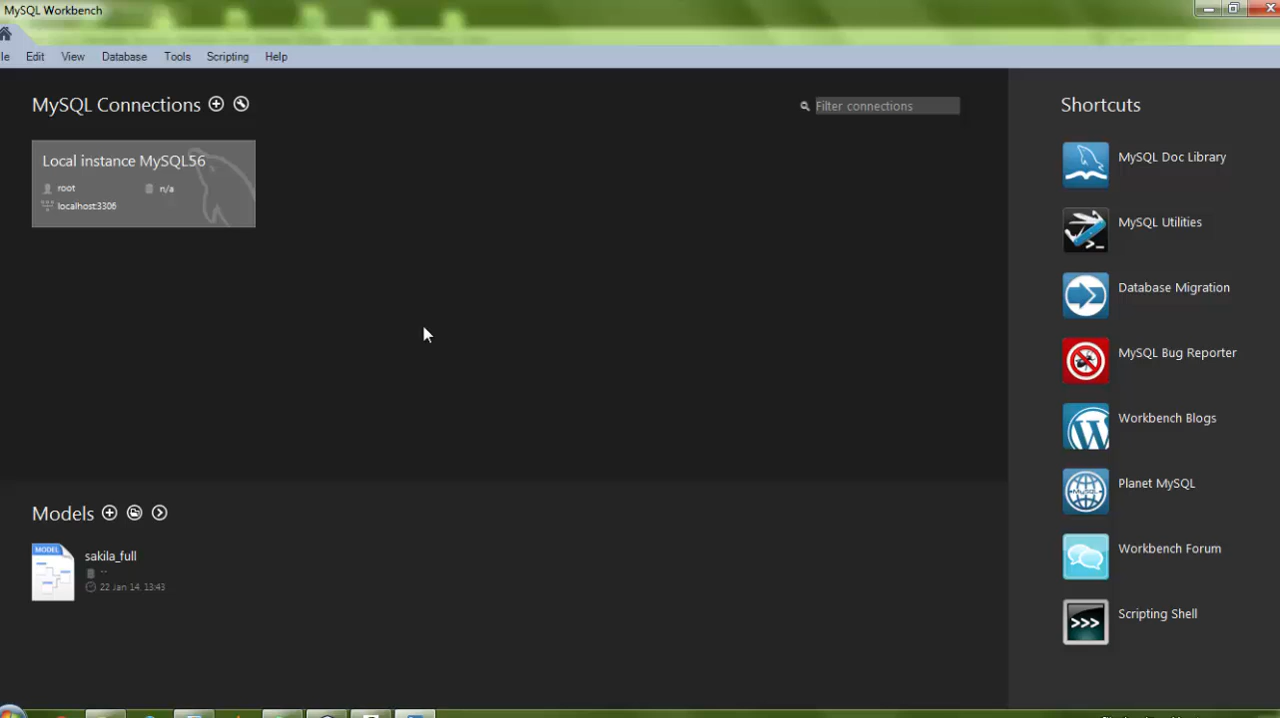 MySQL Workbench
le Edit View Database Tools Scripting Help
MySQL Connections
Filter connections
Local instance MySQL56
root n/a
localhost:3306
Models
MODEL
sakila_full
--
22 Jan 14, 13:43
Shortcuts
MySQL Doc Library
MySQL Utilities
Database Migration
MySQL Bug Reporter
Workbench Blogs
Planet MySQL
Workbench Forum
>>> Scripting Shell